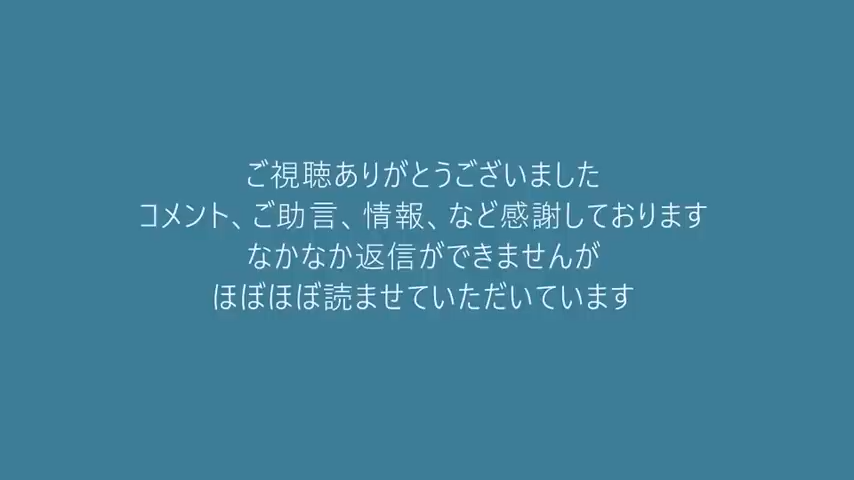 ご視聴ありがとうございました
コメント、ご助言、情報、など感謝しております
なかなか返信ができませんが
ほぼほぼ読ませていただいています